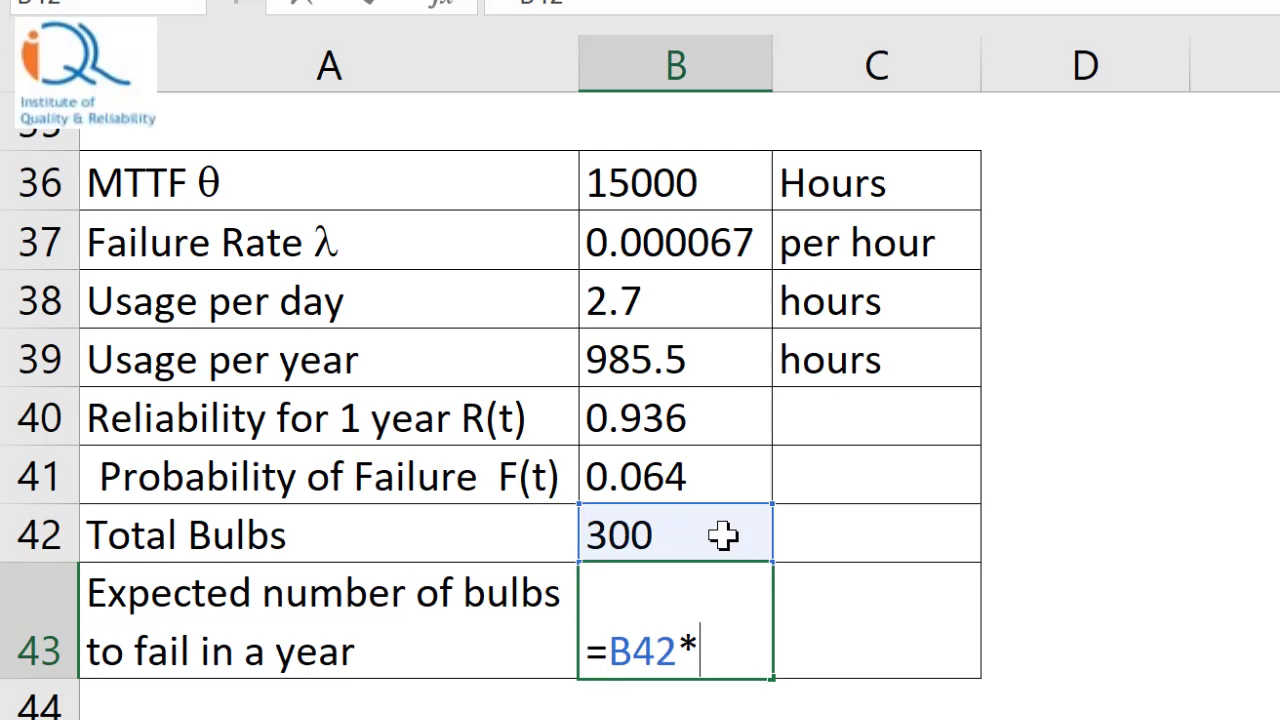 iQR
Institute of
Quality & Reliability
A B C D
36 MTTF θ 15000 Hours
37 Failure Rate λ 0.000067 per hour
38 Usage per day 2.7 hours
39 Usage per year 985.5 hours
40 Reliability for 1 year R(t) 0.936
41 Probability of Failure F(t) 0.064
42 Total Bulbs 300
Expected number of bulbs
43 to fail in a year =B42*
44